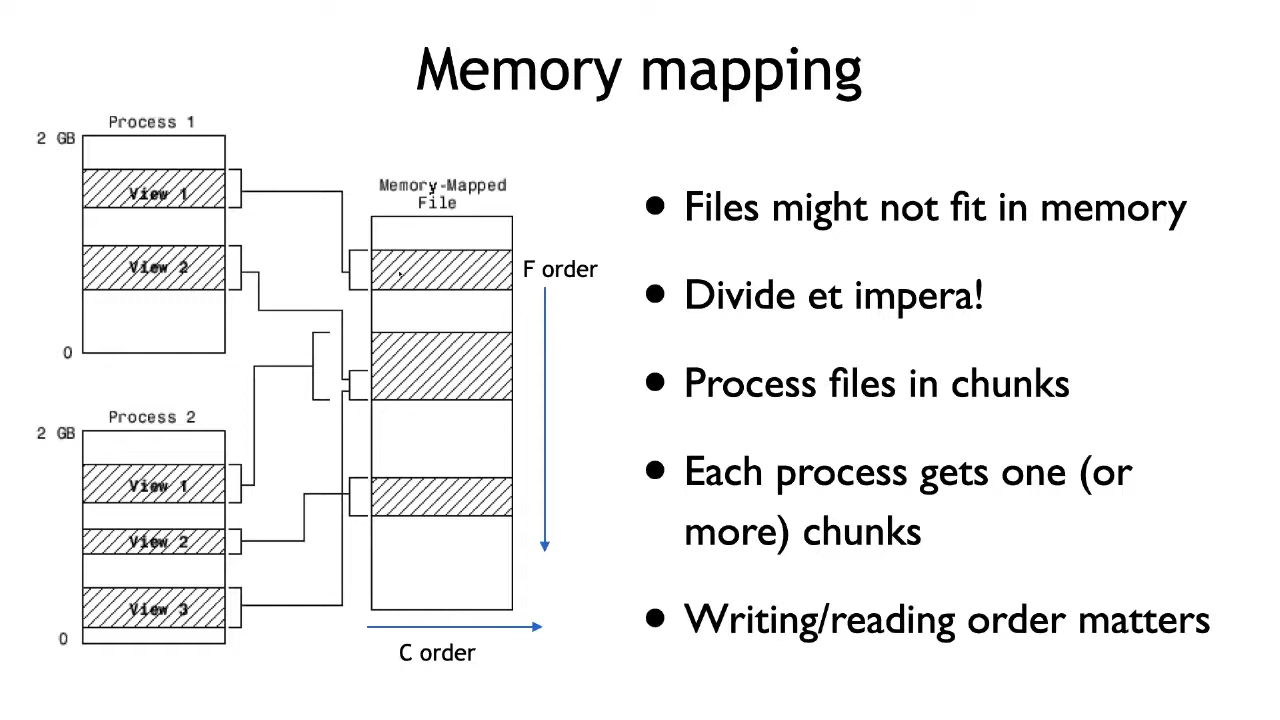 Memory mapping
Process 1
2 GB
View 1
View 2
0
Process 2
2 GB
View 1
View 2
View 3
0
Memory-Mapped
File
F order
C order
• Files might not fit in memory
• Divide et impera!
• Process files in chunks
• Each process gets one (or
more) chunks
• Writing/reading order matters